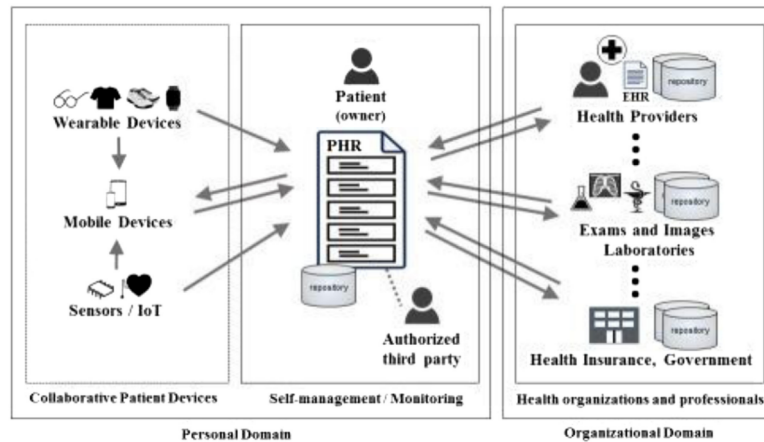 Patient
(owner)
PHR
repository
Authorized
third party
Wearable Devices
Mobile Devices
Sensors / IoT
EHR
repository
Health Providers
repository
Exams and Images
Laboratories
repository
Health Insurance, Government
Collaborative Patient Devices
Self-management / Monitoring
Health organizations and professionals
Personal Domain
Organizational Domain